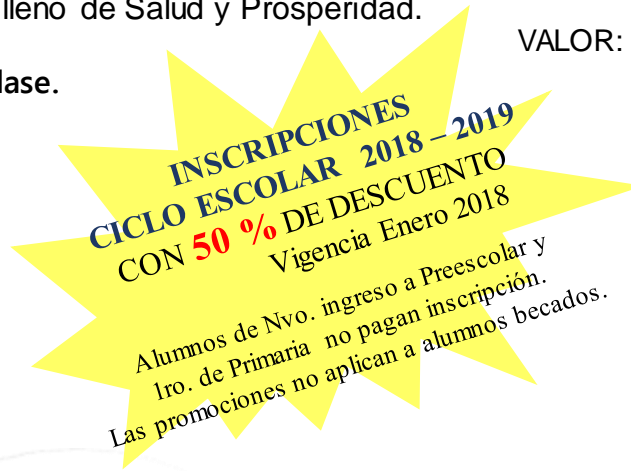 lleno de Salud y Prosperidad.
VALOR:
lase.
INSCRIPCIONES
CICLO ESCOLAR 2018 – 2019
CON 50 % DE DESCUENTO
Vigencia Enero 2018
Alumnos de Nvo. ingreso a Preescolar y
1ro. de Primaria no pagan inscripción.
Las promociones no aplican a alumnos becados.